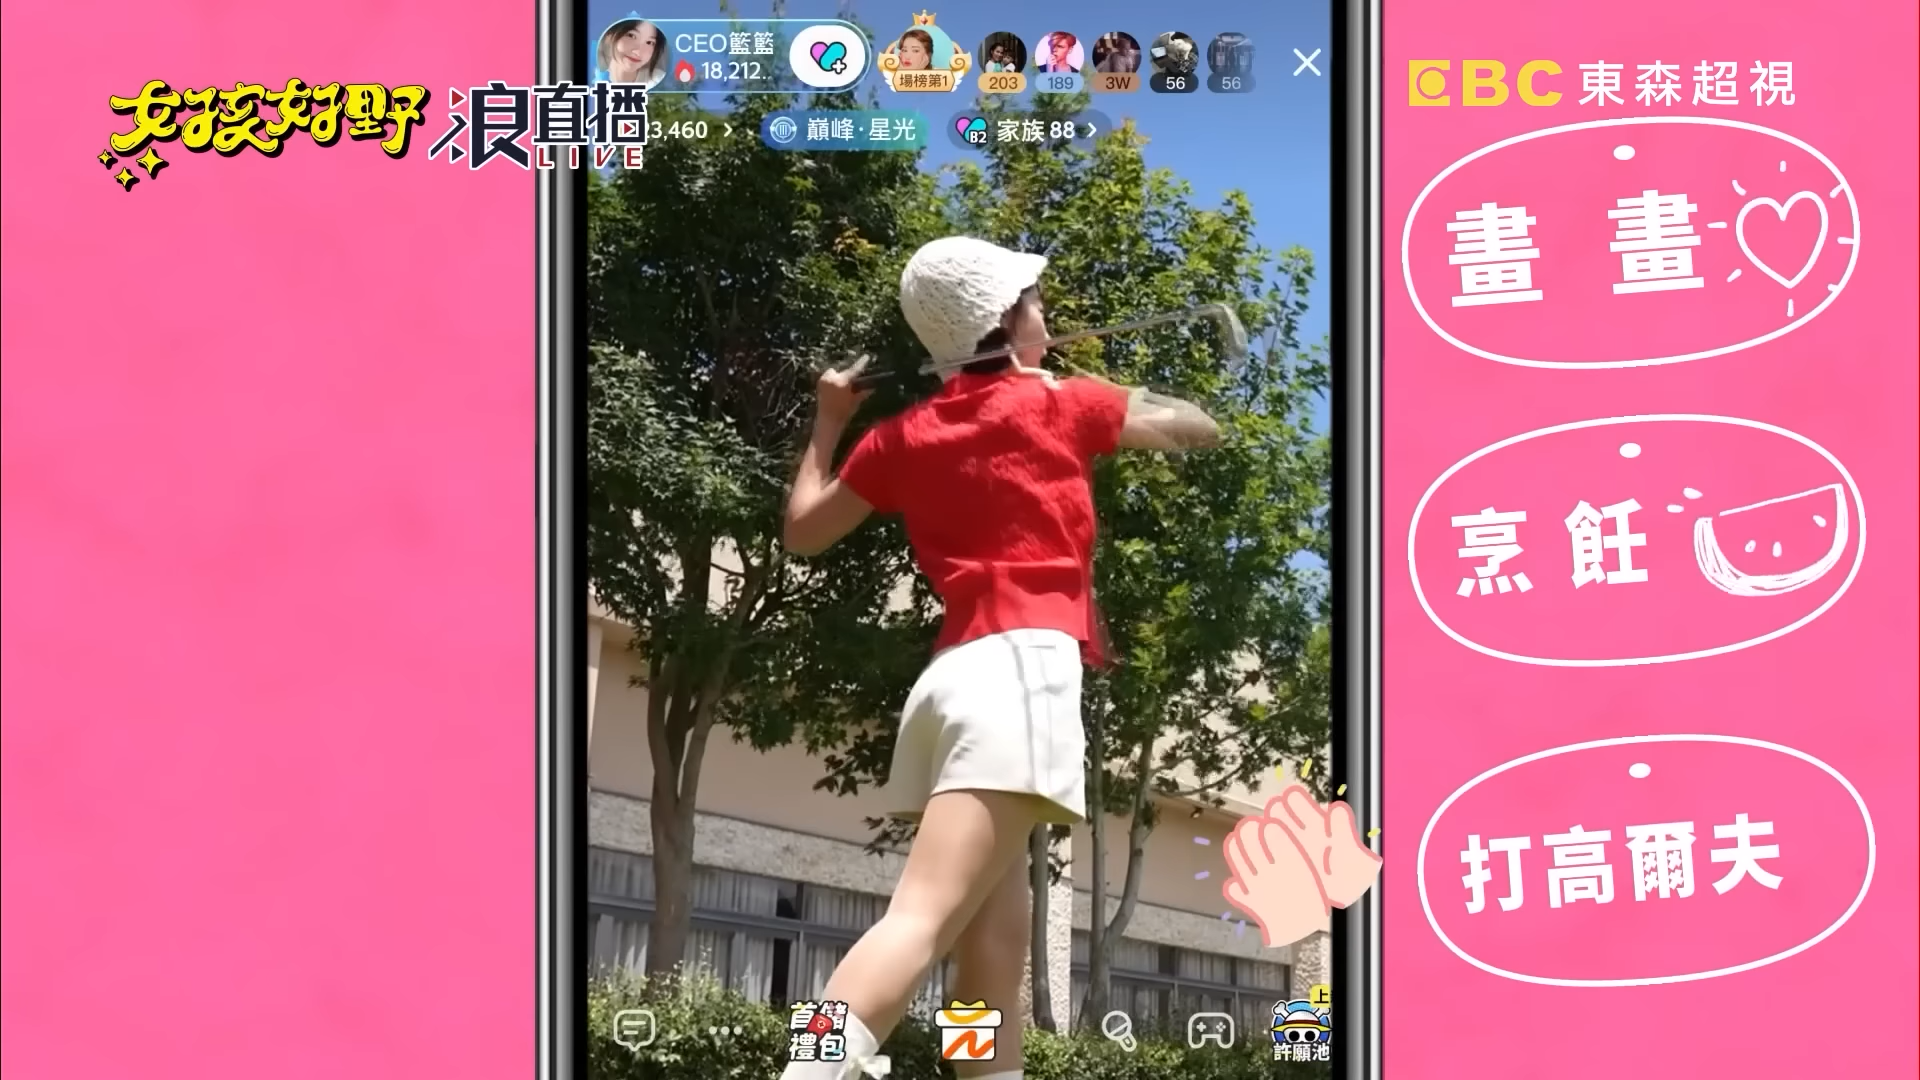 女孩好野
浪直播
LIVE
CEO籃籃
18,212..
場榜第1
203
189
3W
56
56
3,460
巔峰·星光
B2
家族 88
EBC 東森超視
畫畫
烹飪
打高爾夫
首儲
禮包
上
許願池